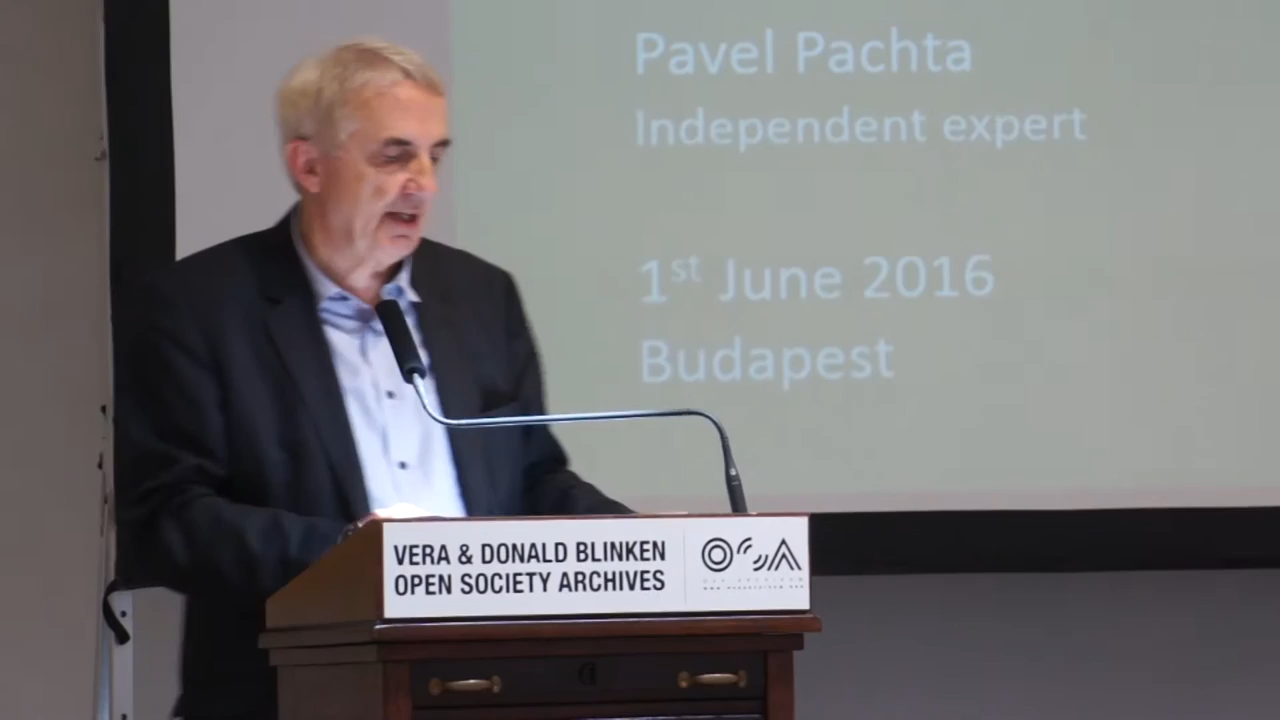 Pavel Pachta
Independent expert
1st June 2016
Budapest
VERA & DONALD BLINKEN
OPEN SOCIETY ARCHIVES
OSA